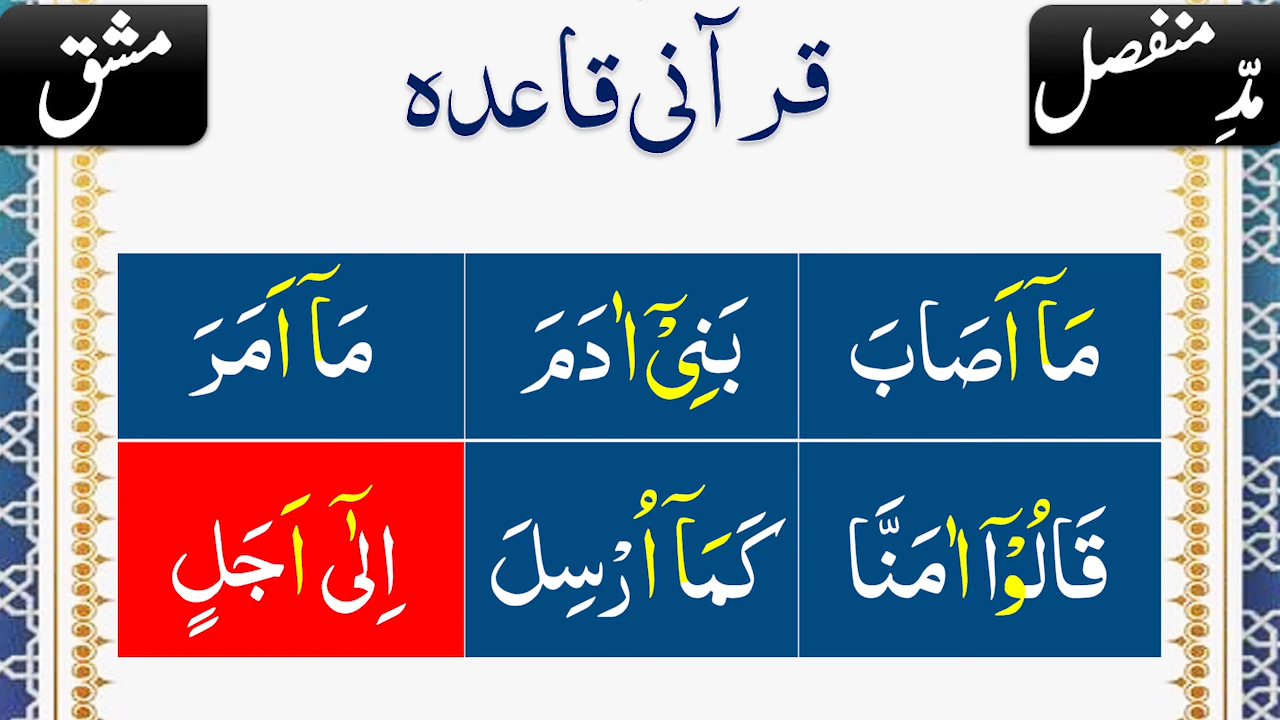 مدِّ منفصل
قرآنی قاعدہ
مشق
مَاۤ اَصَابَ
بَنِیْۤ اٰدَمَ
مَاۤ اَمَرَ
قَالُوْۤا اٰمَنَّا
کَمَاۤ اُرْسِلَ
اِلٰۤی اَجَلٍ